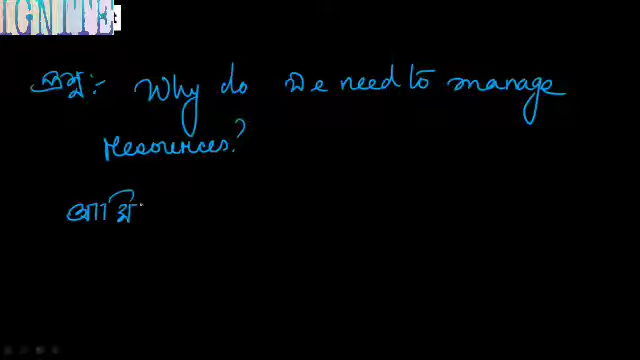 IGNITE
প্রশ্ন:- Why do we need to manage
resources?